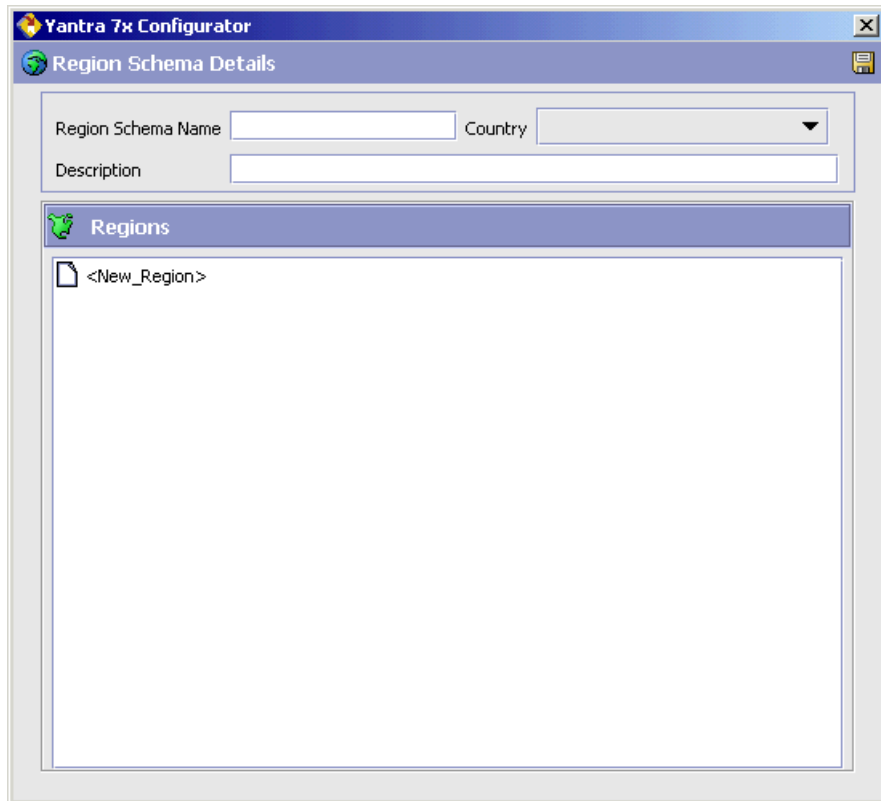 Yantra 7x Configurator
Region Schema Details
Region Schema Name Country
Description
Regions
<New_Region>